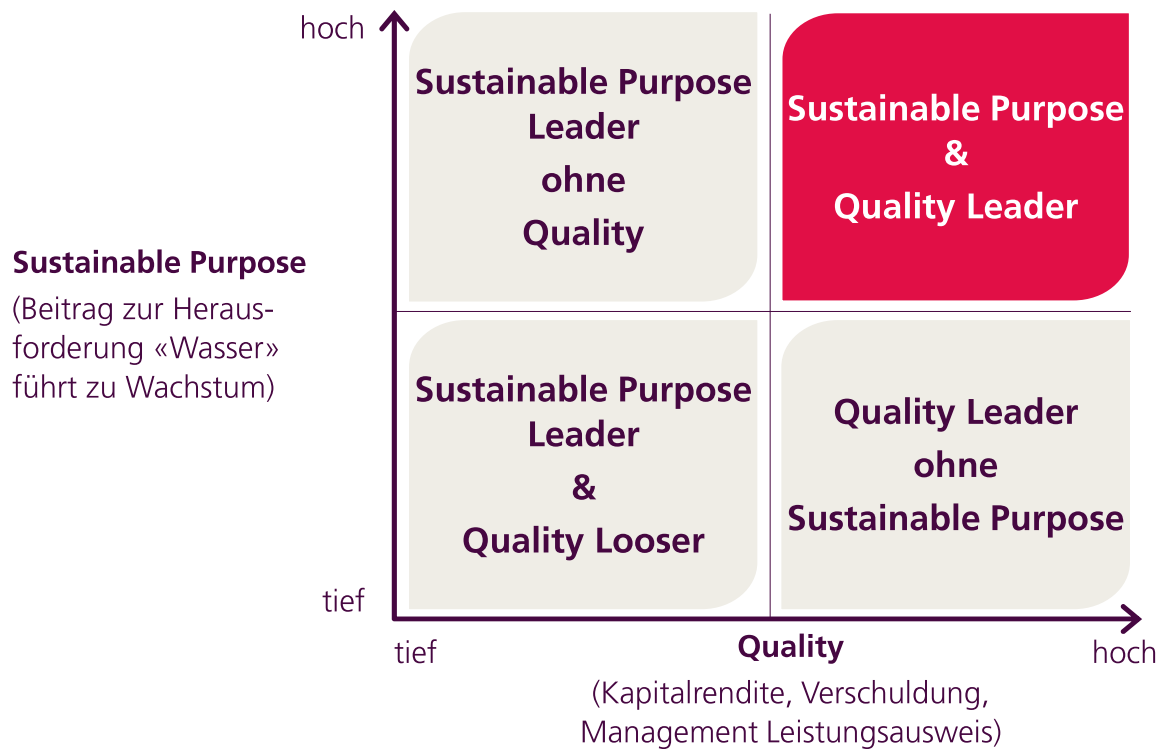 hoch
Sustainable Purpose
Leader
ohne
Quality
Sustainable Purpose
&
Quality Leader
Sustainable Purpose
(Beitrag zur Heraus-
forderung «Wasser»
führt zu Wachstum)
Sustainable Purpose
Leader
&
Quality Looser
Quality Leader
ohne
Sustainable Purpose
tief
tief
Quality
hoch
(Kapitalrendite, Verschuldung,
Management Leistungsausweis)